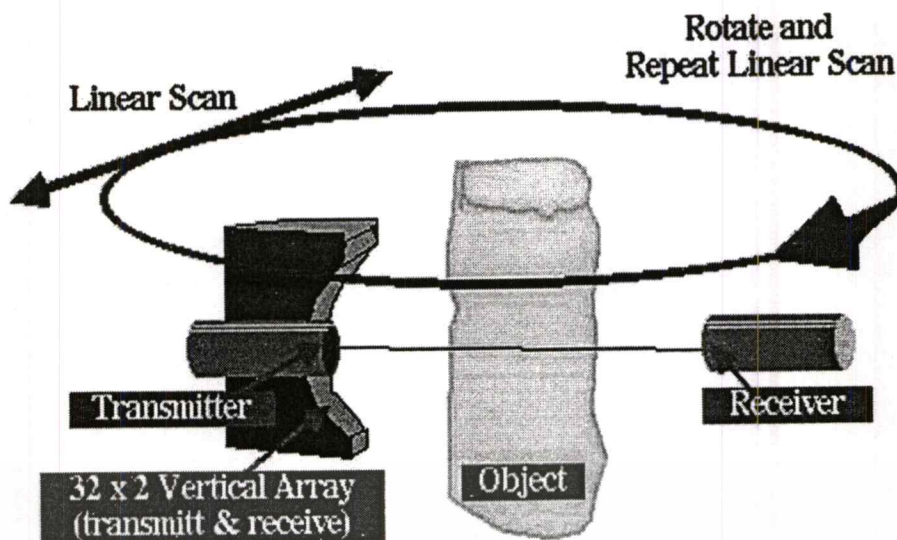 Rotate and
Repeat Linear Scan
Linear Scan
Transmitter
Receiver
32 x 2 Vertical Array
(transmitt & receive)
Object